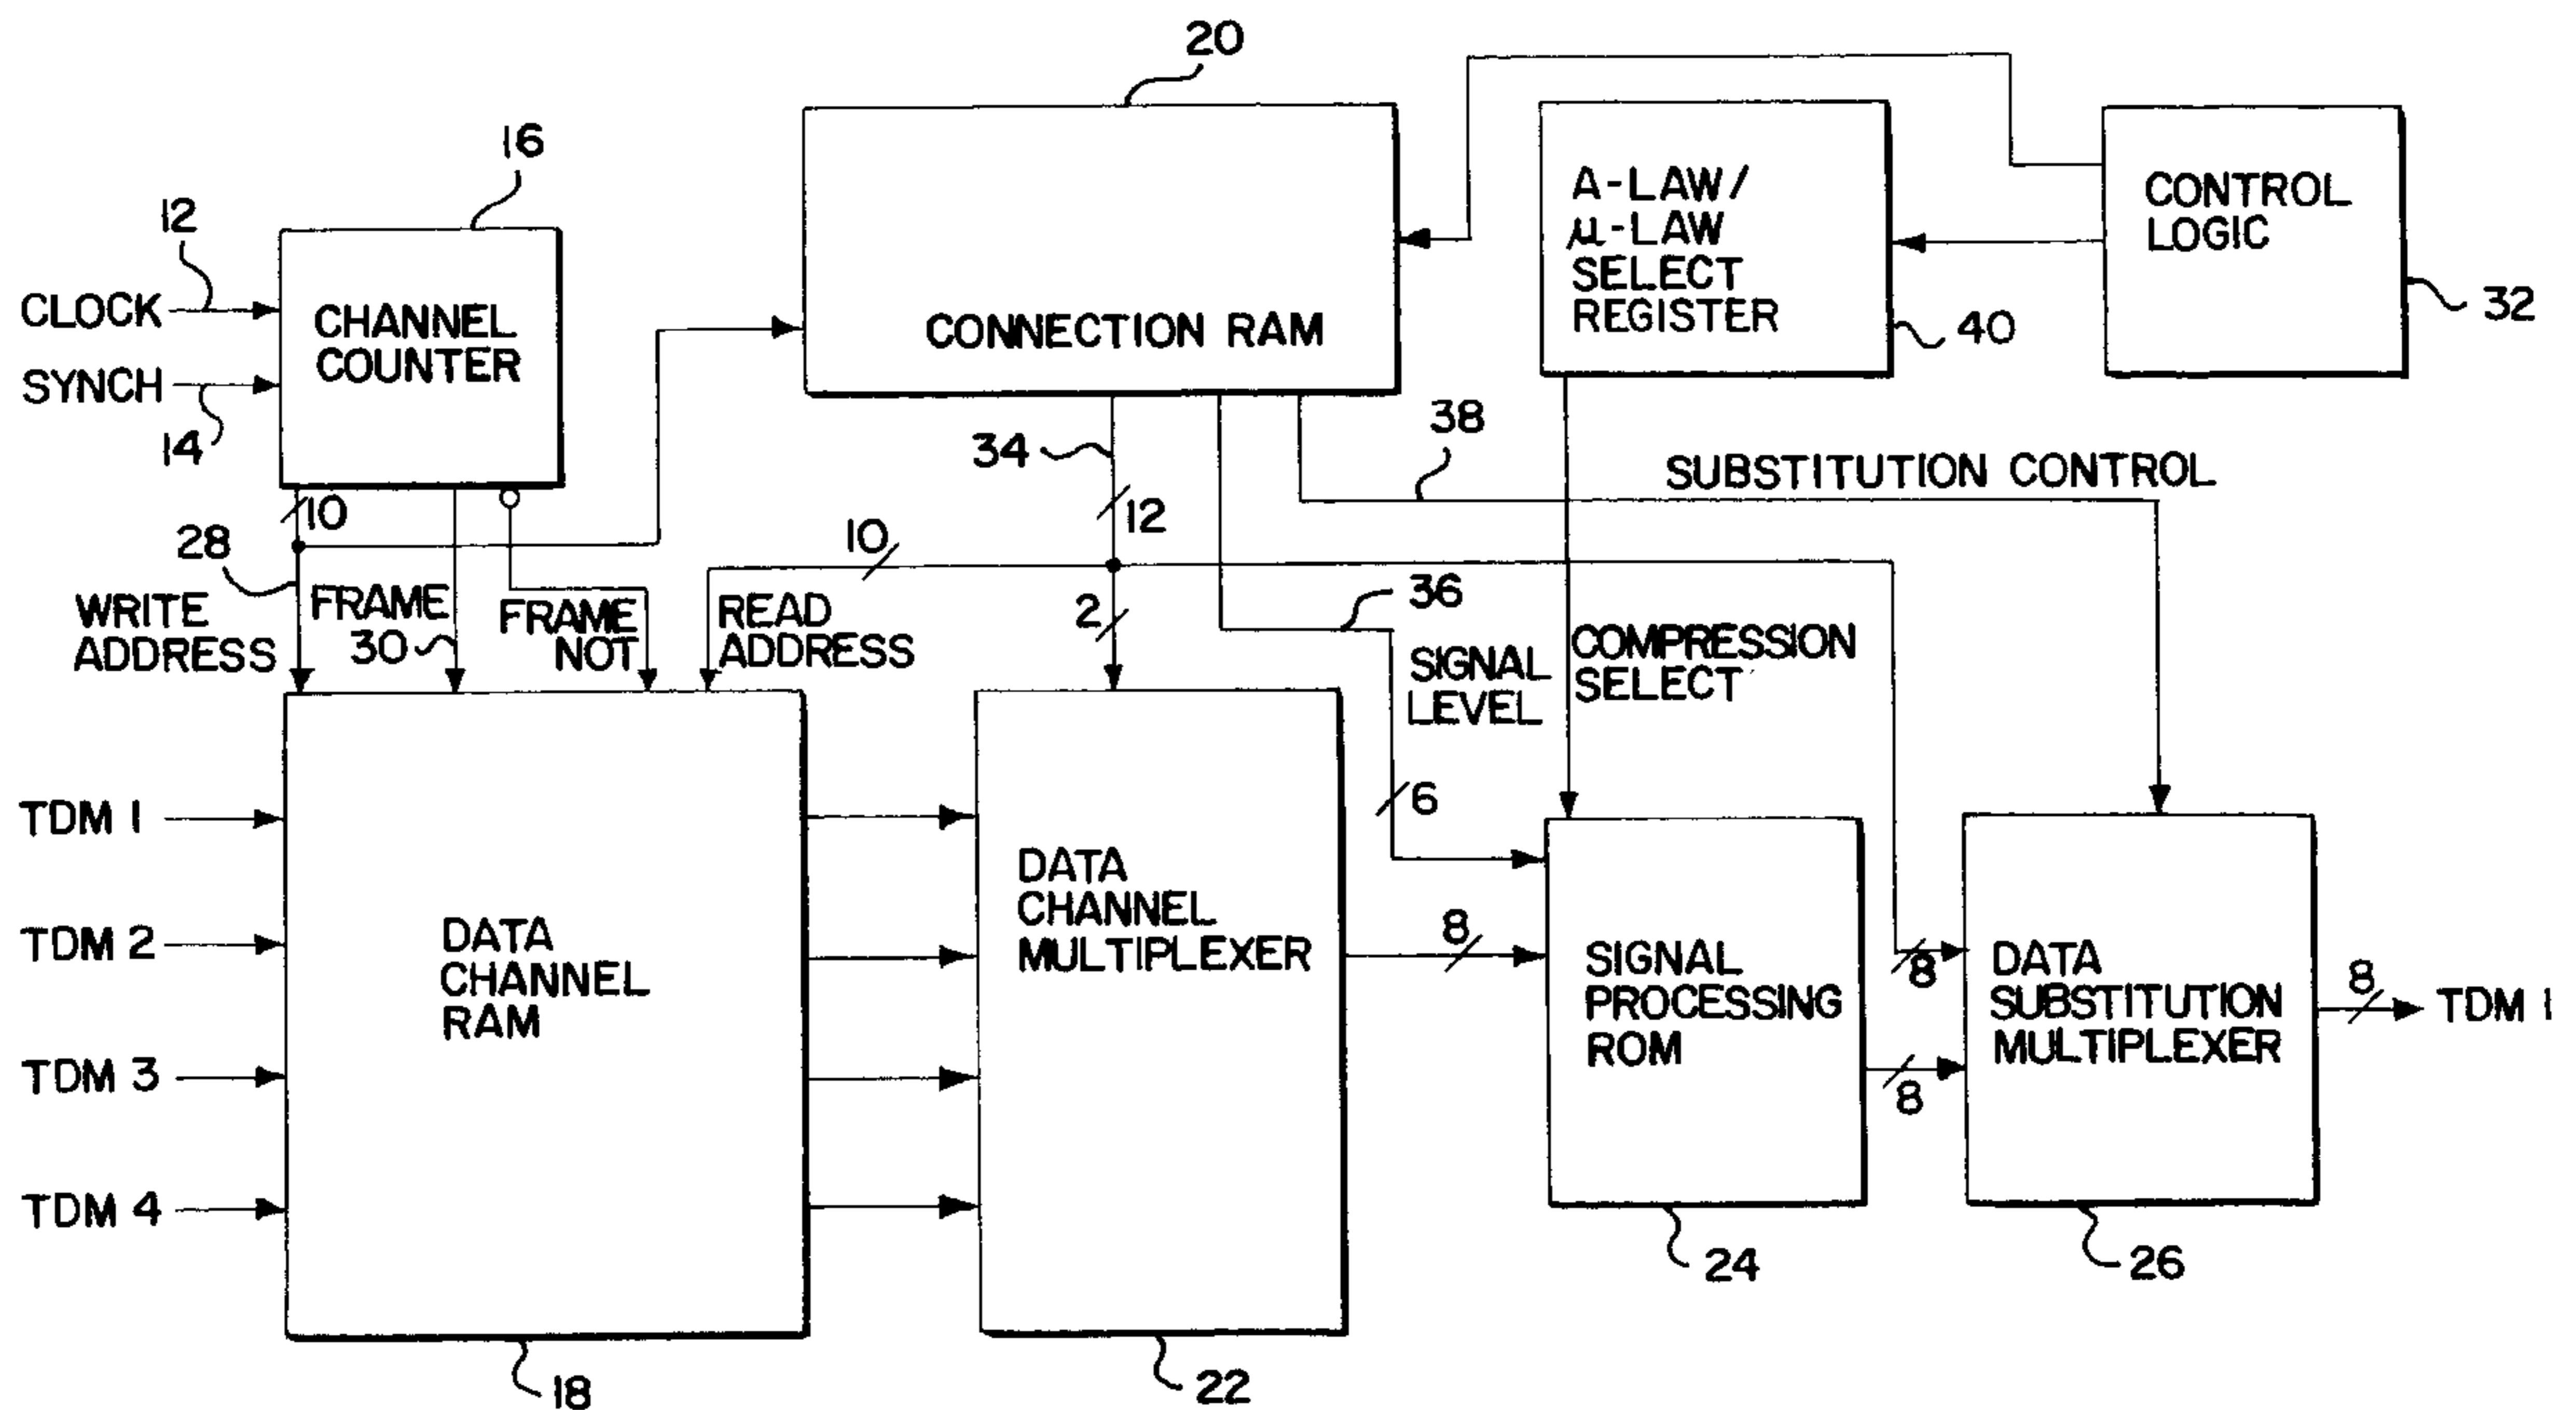 20
16
12
CLOCK
SYNCH
14
CHANNEL
COUNTER
CONNECTION RAM
A-LAW/
μ-LAW
SELECT
REGISTER
40
CONTROL
LOGIC
32
10
28
WRITE
ADDRESS
FRAME
30
FRAME
NOT
10
READ
ADDRESS
34
12
2
36
38
SUBSTITUTION CONTROL
SIGNAL
LEVEL
COMPRESSION
SELECT
6
TDM 1
TDM 2
TDM 3
TDM 4
DATA
CHANNEL
RAM
18
DATA
CHANNEL
MULTIPLEXER
22
8
SIGNAL
PROCESSING
ROM
24
8
8
DATA
SUBSTITUTION
MULTIPLEXER
26
8
TDM 1